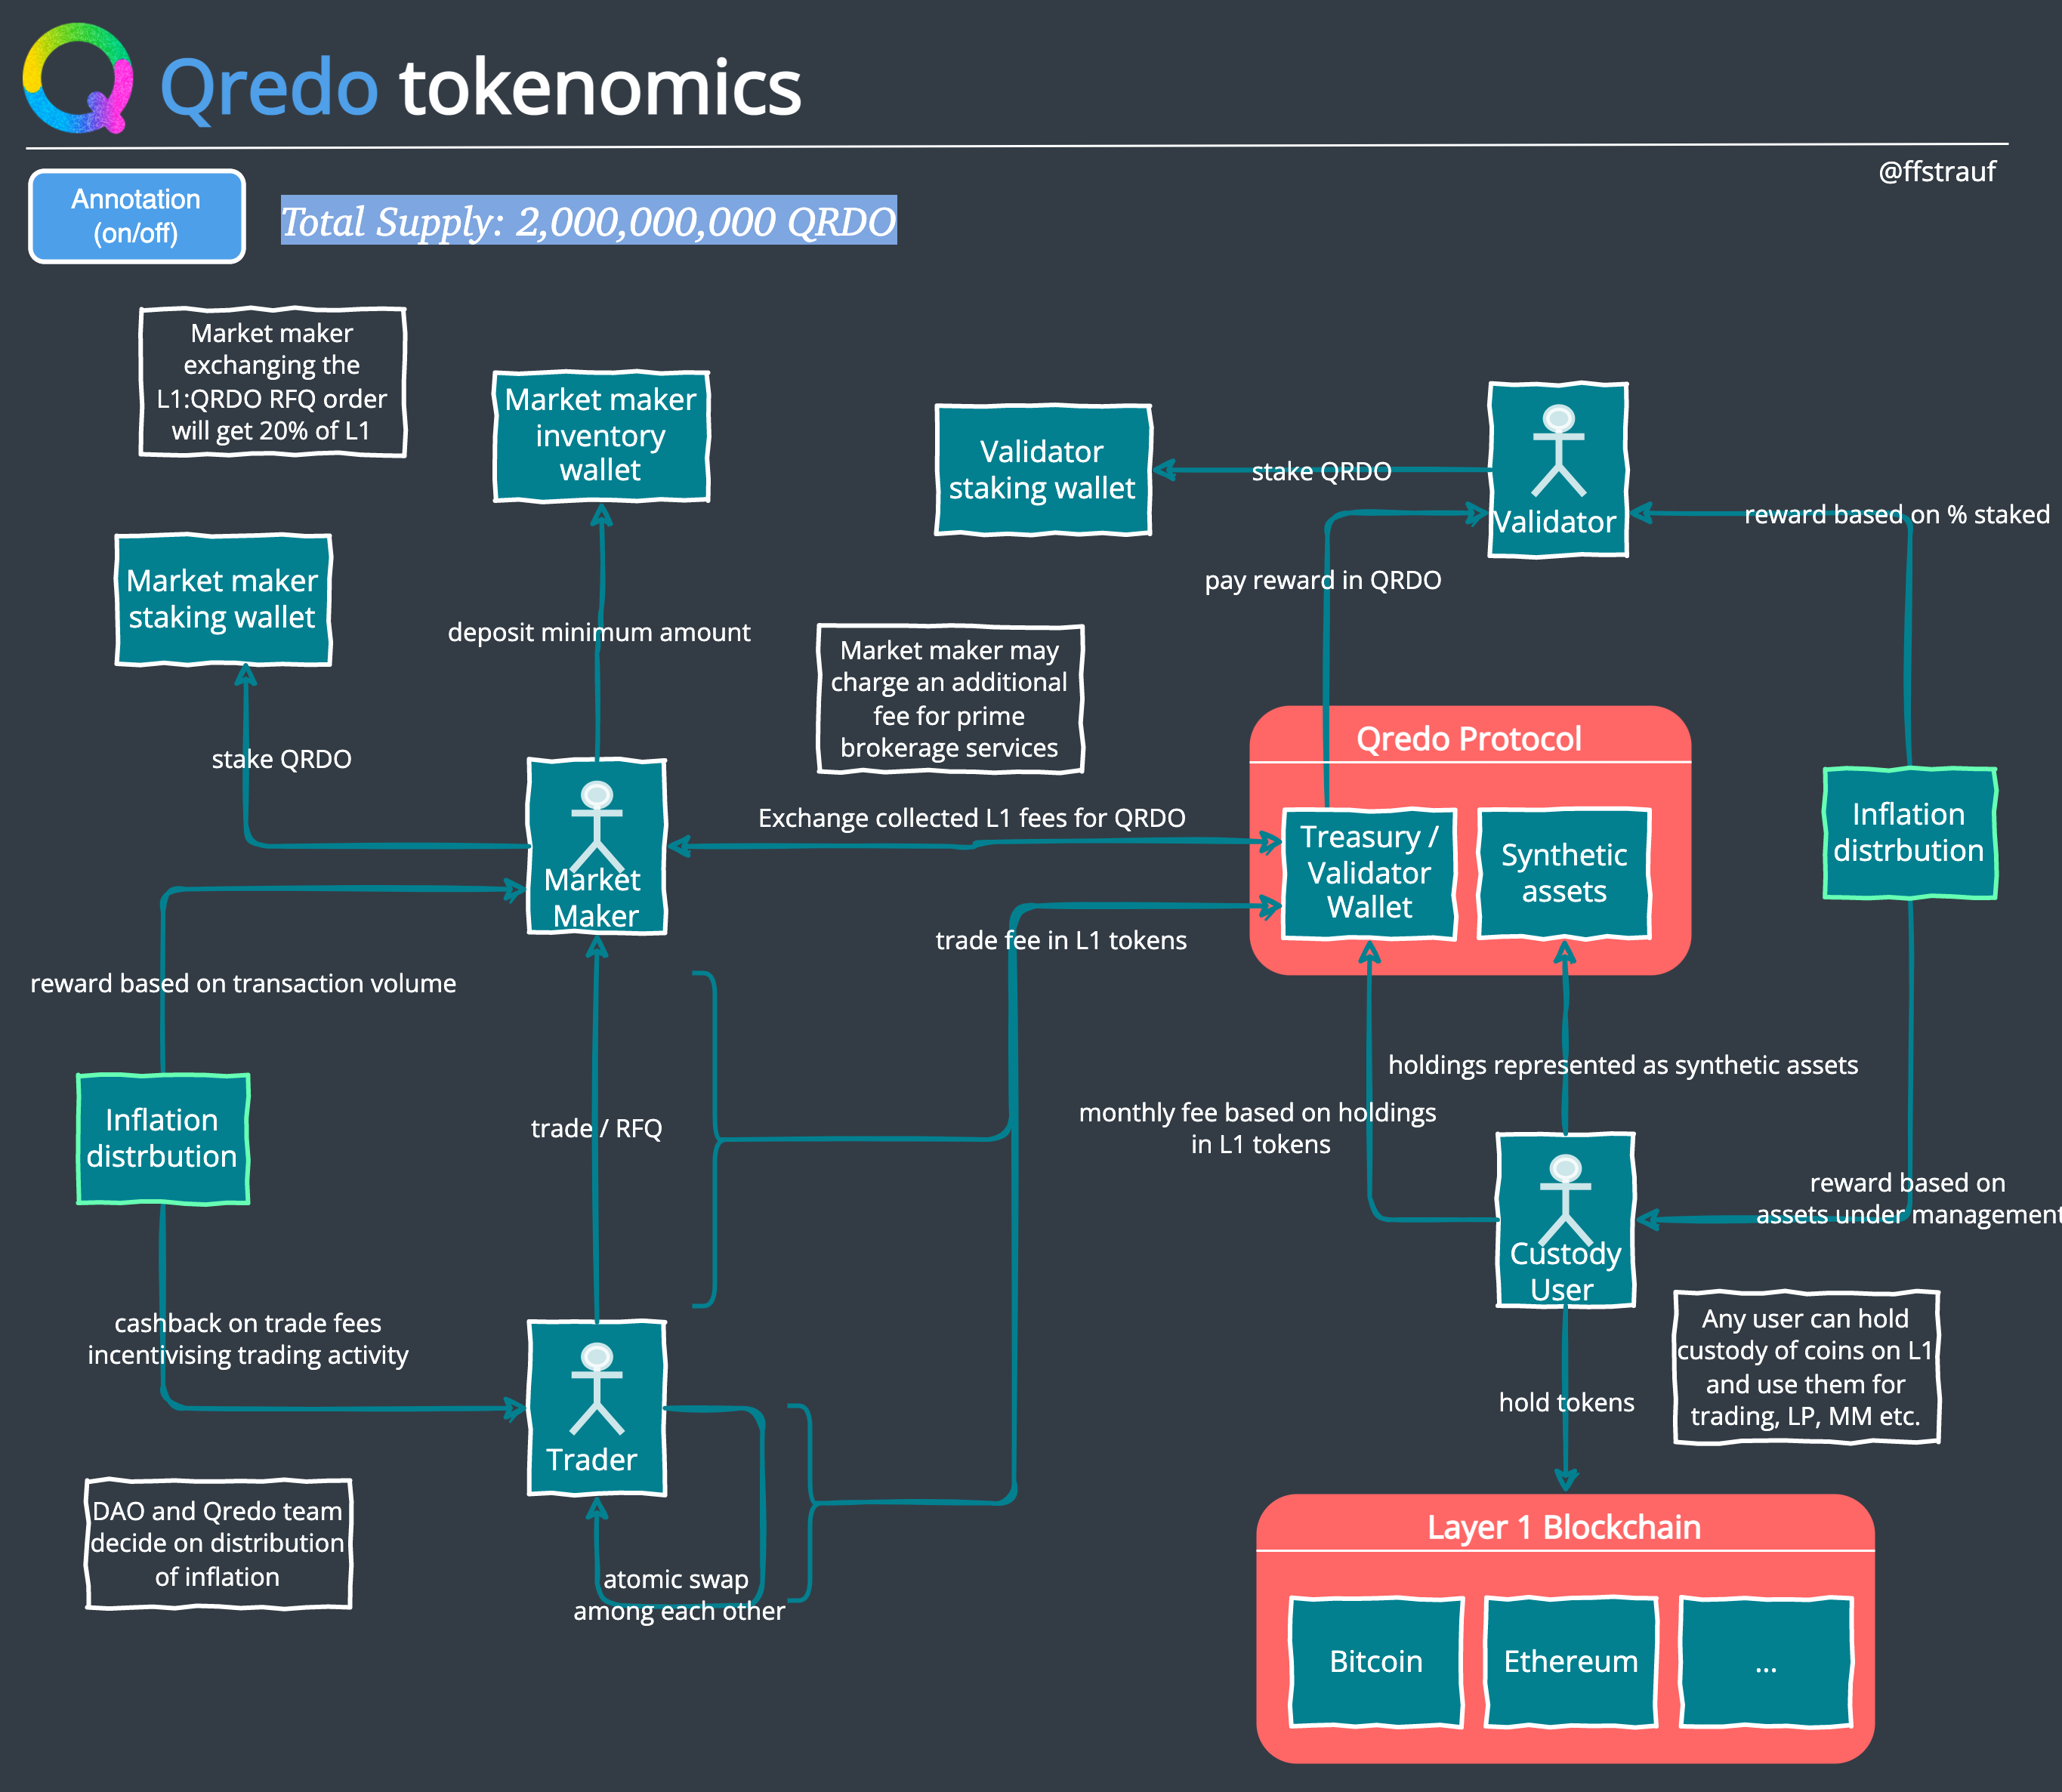 Qredo tokenomics
@ffstrauf
Annotation
(on/off)
Total Supply: 2,000,000,000 QRDO
Market maker
exchanging the
L1:QRDO RFQ order
will get 20% of L1
Market maker
inventory
wallet
Validator
staking wallet
stake QRDO
Validator
reward based on % staked
pay reward in QRDO
Market maker
staking wallet
deposit minimum amount
Market maker may
charge an additional
fee for prime
brokerage services
stake QRDO
Market
Maker
Exchange collected L1 fees for QRDO
Qredo Protocol
Treasury /
Validator
Wallet
Synthetic
assets
Inflation
distrbution
trade fee in L1 tokens
reward based on transaction volume
holdings represented as synthetic assets
monthly fee based on holdings
in L1 tokens
Inflation
distrbution
trade / RFQ
reward based on
assets under management
Custody
User
cashback on trade fees
incentivising trading activity
Any user can hold
custody of coins on L1
and use them for
trading, LP, MM etc.
hold tokens
Trader
DAO and Qredo team
decide on distribution
of inflation
atomic swap
among each other
Layer 1 Blockchain
Bitcoin
Ethereum
...